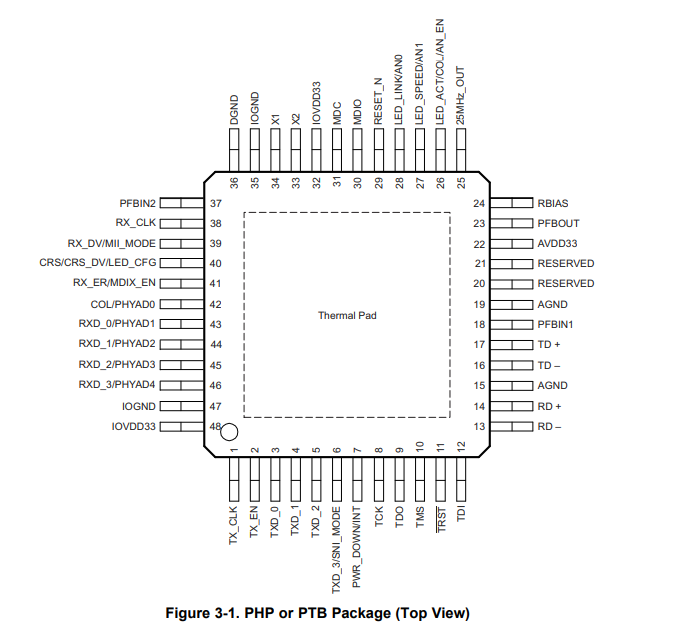 DGND
IOGND
X1
X2
IOVDD33
MDC
MDIO
RESET_N
LED_LINK/AN0
LED_SPEED/AN1
LED_ACT/COL/AN_EN
25MHz_OUT
36 35 34 33 32 31 30 29 28 27 26 25
PFBIN2 37
RX_CLK 38
RX_DV/MII_MODE 39
CRS/CRS_DV/LED_CFG 40
RX_ER/MDIX_EN 41
COL/PHYAD0 42
RXD_0/PHYAD1 43
RXD_1/PHYAD2 44
RXD_2/PHYAD3 45
RXD_3/PHYAD4 46
IOGND 47
IOVDD33 48
Thermal Pad
24 RBIAS
23 PFBOUT
22 AVDD33
21 RESERVED
20 RESERVED
19 AGND
18 PFBIN1
17 TD +
16 TD –
15 AGND
14 RD +
13 RD –
1 2 3 4 5 6 7 8 9 10 11 12
TX_CLK
TX_EN
TXD_0
TXD_1
TXD_2
TXD_3/SNI_MODE
PWR_DOWN/INT
TCK
TDO
TMS
TRST
TDI
Figure 3-1. PHP or PTB Package (Top View)